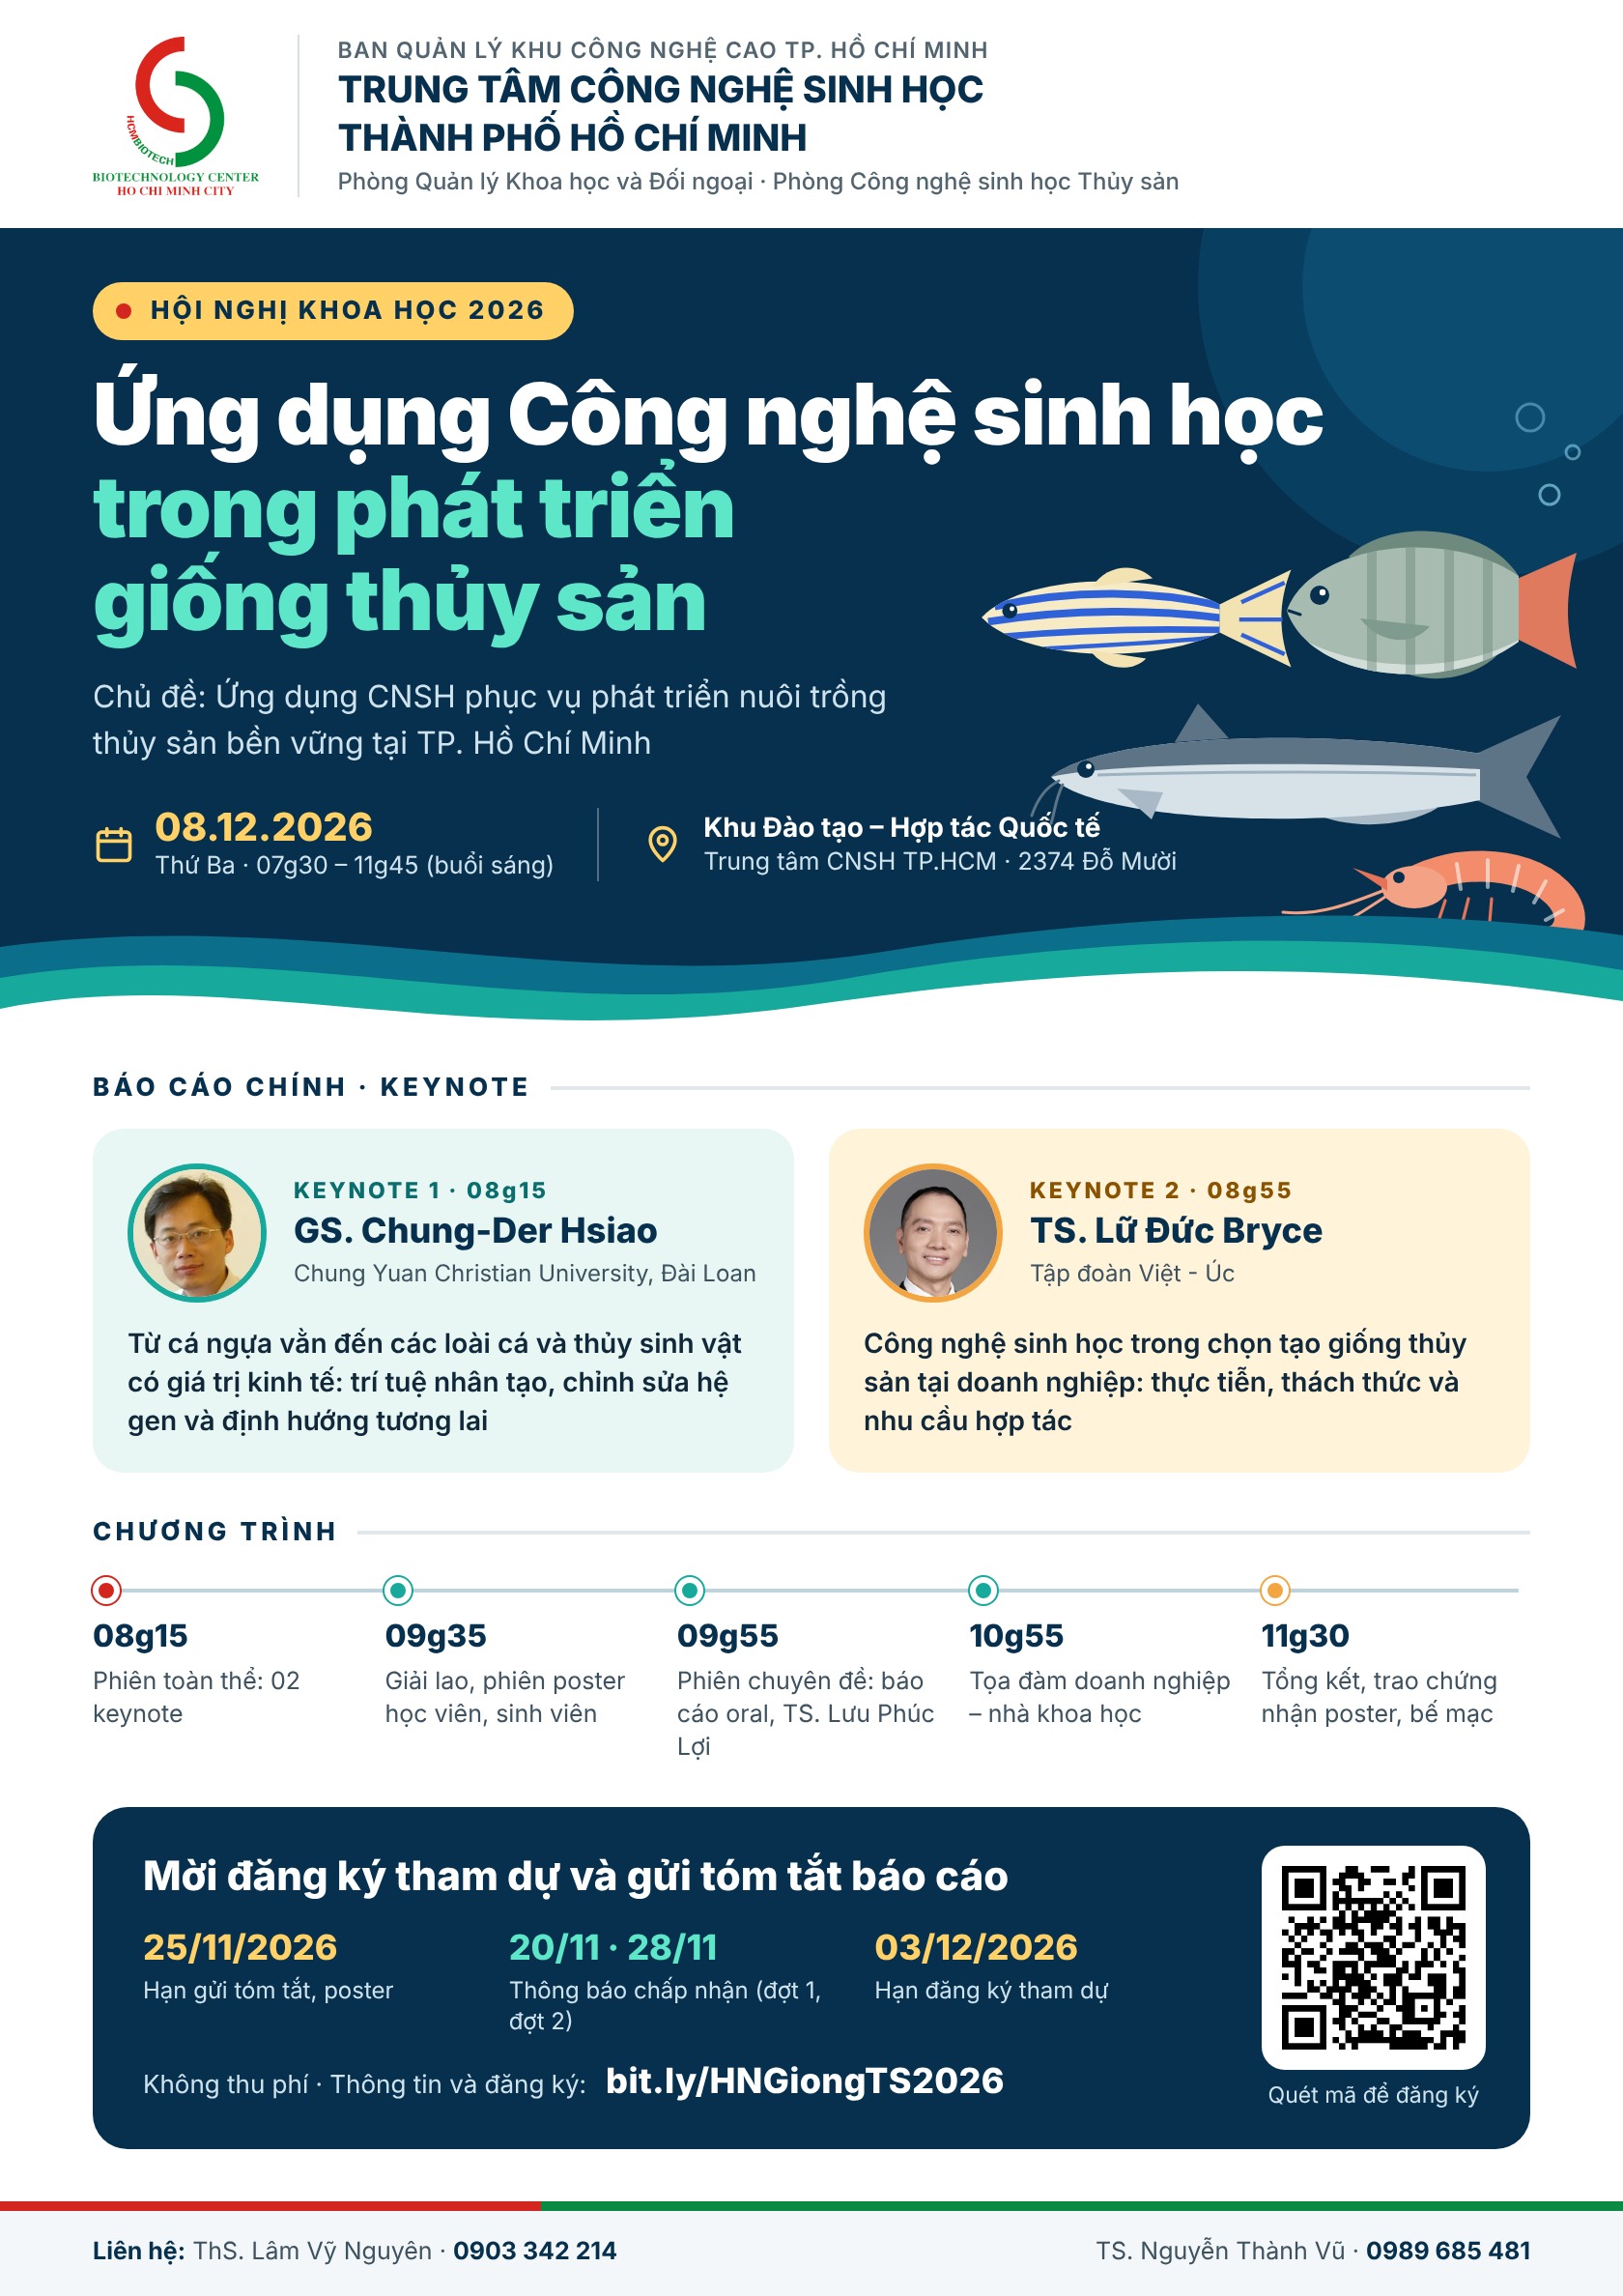 HCMBIOTECH
BIOTECHNOLOGY CENTER
HO CHI MINH CITY
BAN QUẢN LÝ KHU CÔNG NGHỆ CAO TP. HỒ CHÍ MINH
TRUNG TÂM CÔNG NGHỆ SINH HỌC
THÀNH PHỐ HỒ CHÍ MINH
Phòng Quản lý Khoa học và Đối ngoại · Phòng Công nghệ sinh học Thủy sản
HỘI NGHỊ KHOA HỌC 2026
Ứng dụng Công nghệ sinh học
trong phát triển
giống thủy sản
Chủ đề: Ứng dụng CNSH phục vụ phát triển nuôi trồng
thủy sản bền vững tại TP. Hồ Chí Minh
08.12.2026
Thứ Ba · 07g30 – 11g45 (buổi sáng)
Khu Đào tạo – Hợp tác Quốc tế
Trung tâm CNSH TP.HCM · 2374 Đỗ Mười
BÁO CÁO CHÍNH · KEYNOTE
KEYNOTE 1 · 08g15
GS. Chung-Der Hsiao
Chung Yuan Christian University, Đài Loan
Từ cá ngựa vằn đến các loài cá và thủy sinh vật
có giá trị kinh tế: trí tuệ nhân tạo, chỉnh sửa hệ
gen và định hướng tương lai
KEYNOTE 2 · 08g55
TS. Lữ Đức Bryce
Tập đoàn Việt - Úc
Công nghệ sinh học trong chọn tạo giống thủy
sản tại doanh nghiệp: thực tiễn, thách thức và
nhu cầu hợp tác
CHƯƠNG TRÌNH
08g15
Phiên toàn thể: 02
keynote
09g35
Giải lao, phiên poster
học viên, sinh viên
09g55
Phiên chuyên đề: báo
cáo oral, TS. Lưu Phúc
Lợi
10g55
Tọa đàm doanh nghiệp
– nhà khoa học
11g30
Tổng kết, trao chứng
nhận poster, bế mạc
Mời đăng ký tham dự và gửi tóm tắt báo cáo
25/11/2026
Hạn gửi tóm tắt, poster
20/11 · 28/11
Thông báo chấp nhận (đợt 1,
đợt 2)
03/12/2026
Hạn đăng ký tham dự
Không thu phí · Thông tin và đăng ký: bit.ly/HNGiongTS2026
Quét mã để đăng ký
Liên hệ: ThS. Lâm Vỹ Nguyên · 0903 342 214
TS. Nguyễn Thành Vũ · 0989 685 481